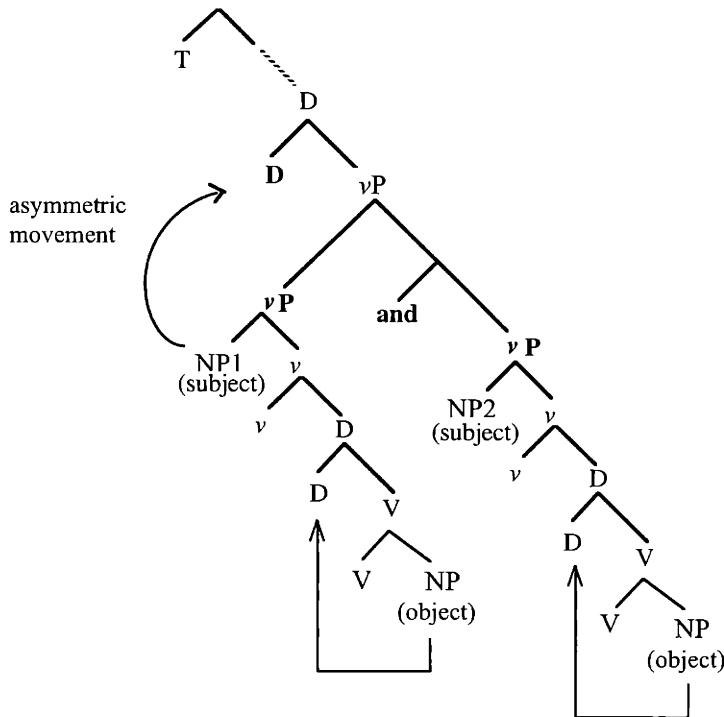 T
D
D
vP
asymmetric
movement
vP
and
vP
NP1
(subject)
v
NP2
(subject)
v
v
D
v
D
D
V
D
V
V
NP
(object)
V
NP
(object)